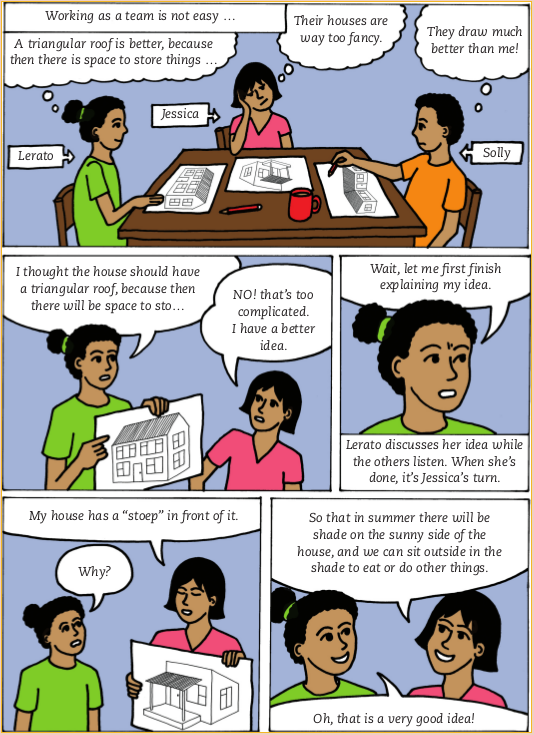 Working as a team is not easy …
A triangular roof is better, because
then there is space to store things …
Their houses are
way too fancy.
They draw much
better than me!
Jessica
Lerato
Solly
I thought the house should have
a triangular roof, because then
there will be space to sto…
NO! that's too
complicated.
I have a better
idea.
Wait, let me first finish
explaining my idea.
Lerato discusses her idea while
the others listen. When she's
done, it's Jessica's turn.
My house has a “stoep” in front of it.
Why?
So that in summer there will be
shade on the sunny side of the
house, and we can sit outside in the
shade to eat or do other things.
Oh, that is a very good idea!